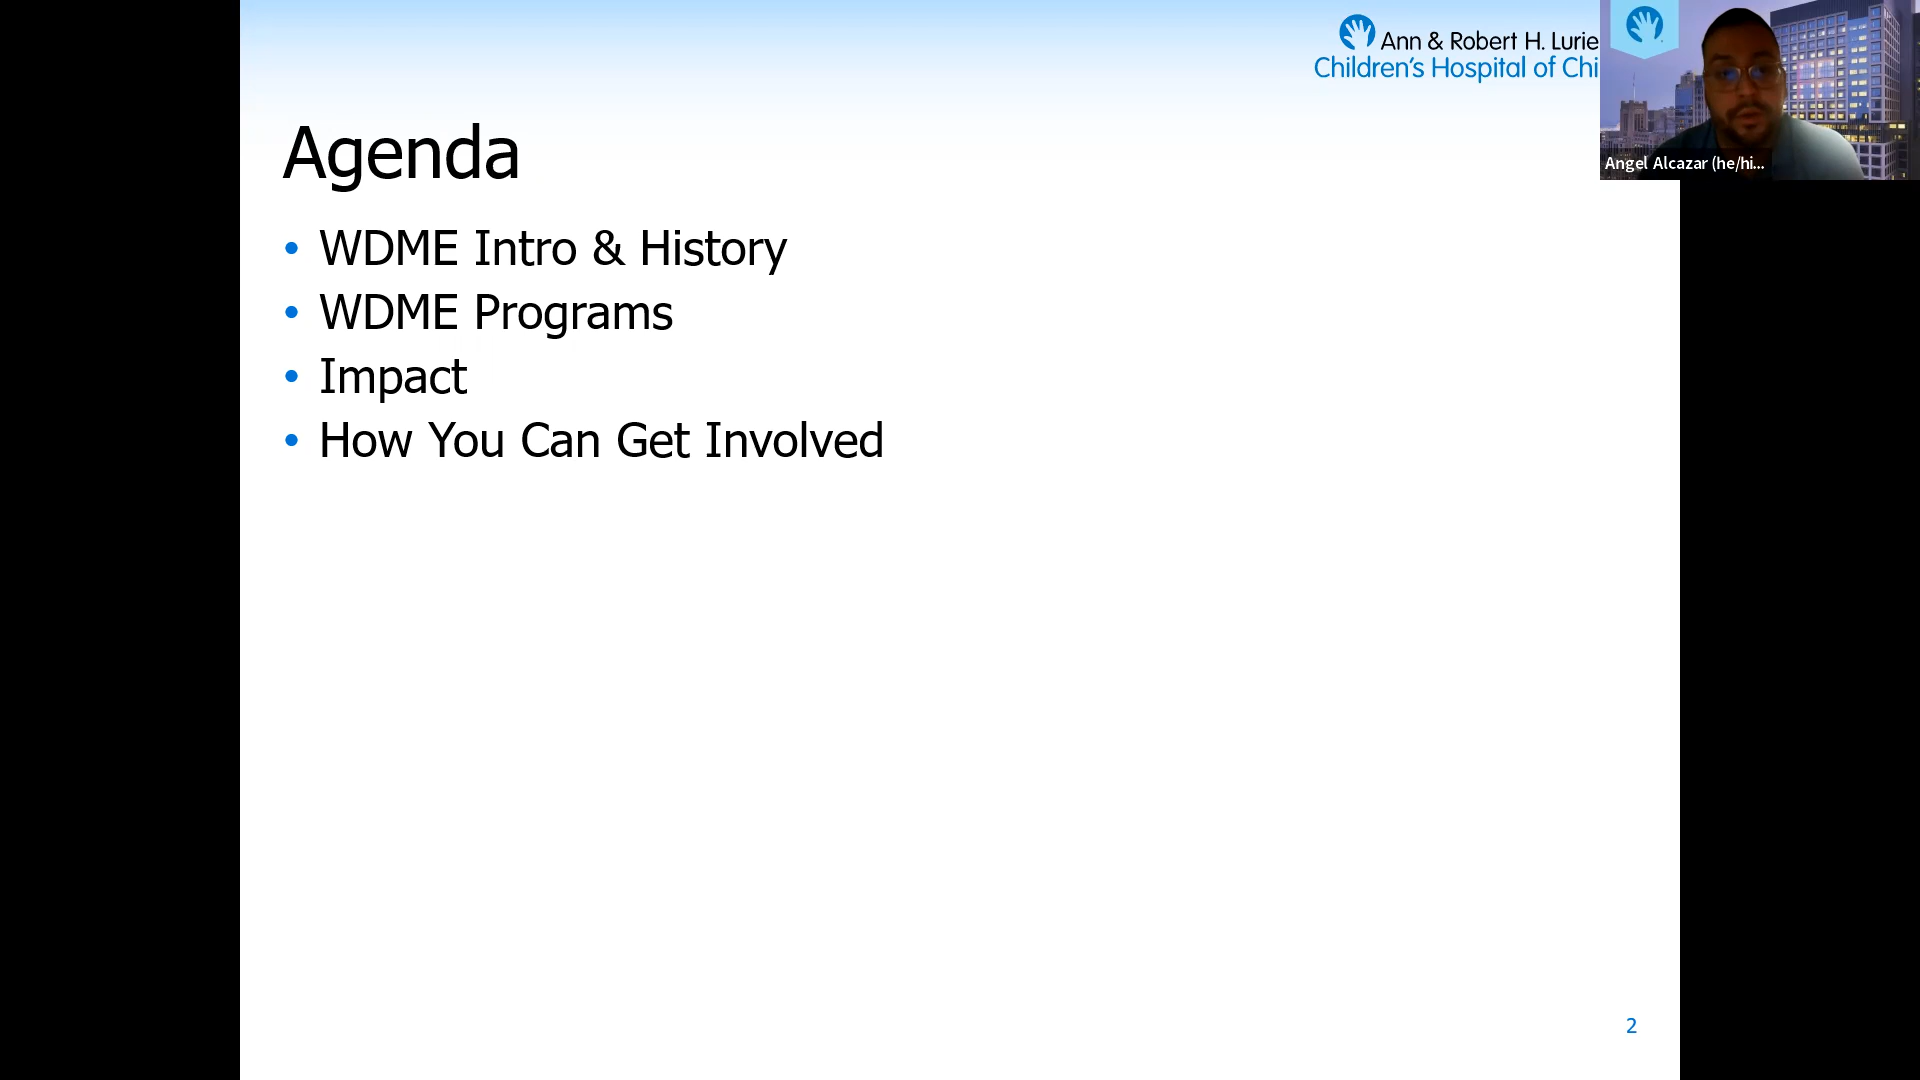 Ann & Robert H. Lurie
Children's Hospital of Chi
Angel Alcazar (he/hi...
Agenda
• WDME Intro & History
• WDME Programs
• Impact
• How You Can Get Involved
2